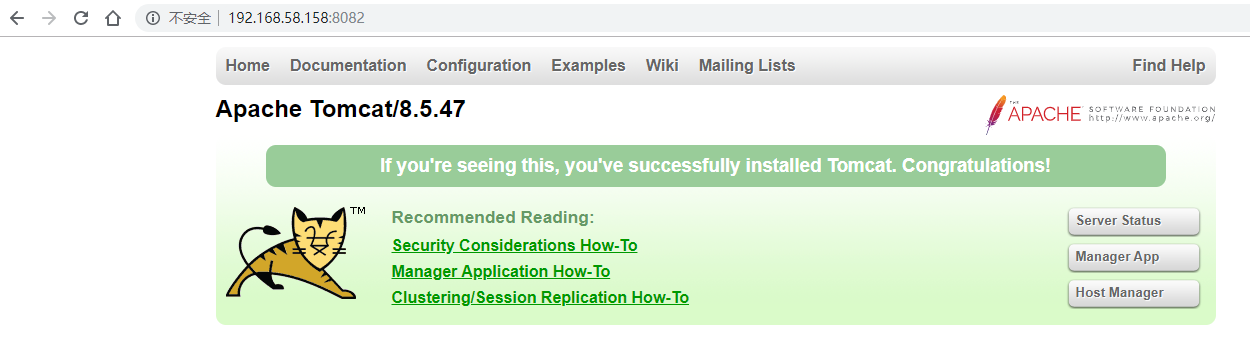 不安全 192.168.58.158:8082
Home Documentation Configuration Examples Wiki Mailing Lists Find Help
Apache Tomcat/8.5.47
THE APACHE SOFTWARE FOUNDATION
http://www.apache.org/
If you're seeing this, you've successfully installed Tomcat. Congratulations!
TM
Recommended Reading:
Security Considerations How-To
Manager Application How-To
Clustering/Session Replication How-To
Server Status
Manager App
Host Manager